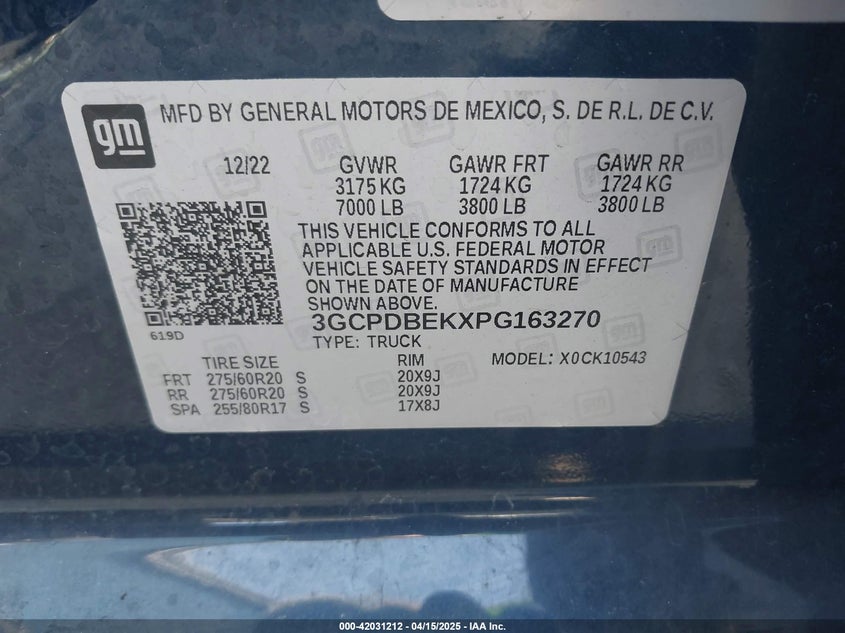 gm
MFD BY GENERAL MOTORS DE MEXICO, S. DE R.L. DE C.V.
12/22 GVWR GAWR FRT GAWR RR
3175 KG 1724 KG 1724 KG
7000 LB 3800 LB 3800 LB
THIS VEHICLE CONFORMS TO ALL
APPLICABLE U.S. FEDERAL MOTOR
VEHICLE SAFETY STANDARDS IN EFFECT
ON THE DATE OF MANUFACTURE
SHOWN ABOVE.
3GCPDBEKXPG163270
619D
TYPE: TRUCK
TIRE SIZE RIM MODEL: X0CK10543
FRT 275/60R20 S 20X9J
RR 275/60R20 S 20X9J
SPA 255/80R17 S 17X8J
000-42031212 - 04/15/2025 - IAA Inc.